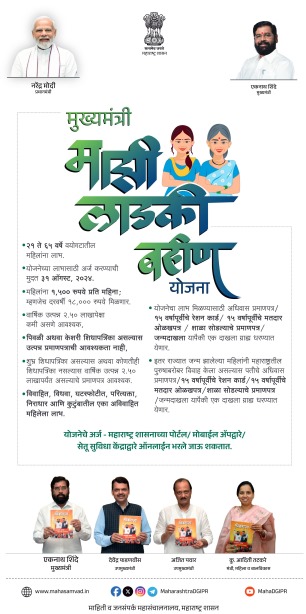 महाराष्ट्र शासन
नरेंद्र मोदी
प्रधानमंत्री
एकनाथ शिंदे
मुख्यमंत्री
मुख्यमंत्री
माझी
लाडकी
बहीण
योजना
•२१ ते ६५ वर्षे वयोगटातील
महिलांना लाभ.
•योजनेच्या लाभासाठी अर्ज करण्याची
मुदत ३१ ऑगस्ट, २०२४.
•महिलांना १,५०० रुपये प्रति महिना;
म्हणजेच दरवर्षी १८,००० रुपये मिळणार.
•वार्षिक उत्पन्न २.५० लाखापेक्षा
कमी असणे आवश्यक.
•पिवळी अथवा केशरी शिधापत्रिका असल्यास
उत्पन्न प्रमाणपत्राची आवश्यकता नाही,
•शुभ्र शिधापत्रिका असल्यास अथवा कोणतीही
शिधापत्रिका नसल्यास वार्षिक उत्पन्न २.५०
लाखापर्यंत असल्याचे प्रमाणपत्र आवश्यक.
•विवाहित, विधवा, घटस्फोटीत, परित्यक्ता,
निराधार आणि कुटुंबातील एका अविवाहित
महिलेला लाभ.
•योजनेचा लाभ मिळण्यासाठी अधिवास प्रमाणपत्र/
१५ वर्षांपूर्वीचे रेशन कार्ड/ १५ वर्षांपूर्वीचे मतदार
ओळखपत्र / शाळा सोडल्याचे प्रमाणपत्र/
जन्मदाखला यापैकी एक दाखला ग्राह्य धरण्यात
येणार.
•इतर राज्यात जन्म झालेल्या महिलांनी महाराष्ट्रातील
पुरुषाबरोबर विवाह केला असल्यास पतीचे अधिवास
प्रमाणपत्र/१५ वर्षांपूर्वीचे रेशन कार्ड/१५ वर्षांपूर्वीचे
मतदार ओळखपत्र/शाळा सोडल्याचे प्रमाणपत्र
/जन्मदाखला यापैकी एक दाखला ग्राह्य धरण्यात
येणार.
योजनेचे अर्ज - महाराष्ट्र शासनाच्या पोर्टल/ मोबाईल ॲपद्वारे/
सेतू सुविधा केंद्राद्वारे ऑनलाईन भरले जाऊ शकतात.
एकनाथ शिंदे
मुख्यमंत्री
देवेंद्र फडणवीस
उपमुख्यमंत्री
अजित पवार
उपमुख्यमंत्री
कु. आदिती तटकरे
मंत्री, महिला व बालविकास
www.mahasamvad.in
MaharashtraDGIPR
MahaDGIPR
माहिती व जनसंपर्क महासंचालनालय, महाराष्ट्र शासन